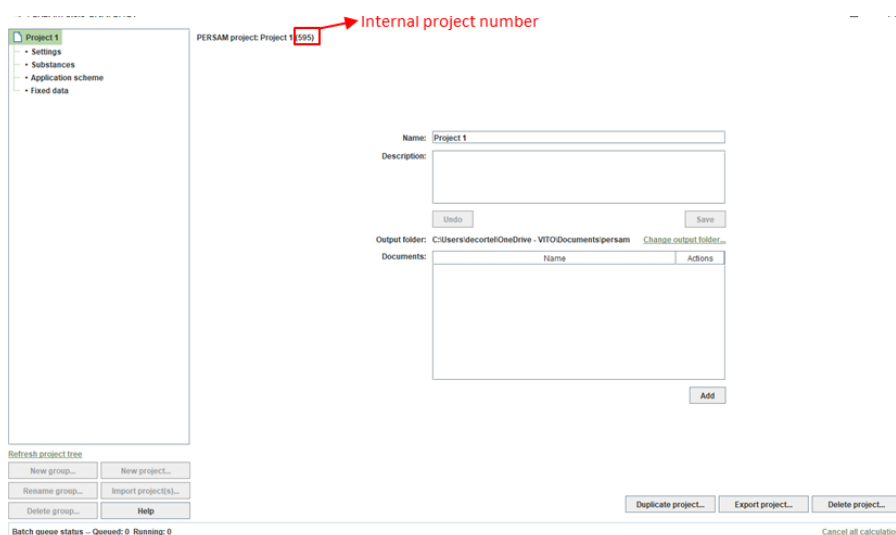 Internal project number
Project 1
PERSAM project: Project 1 (595)
• Settings
• Substances
• Application scheme
• Fixed data
Name: Project 1
Description:
Undo Save
Output folder: C:\Users\decortel\OneDrive - VITO\Documents\persam Change output folder...
Documents: Name Actions
Add
Refresh project tree
New group... New project...
Rename group... Import project(s)...
Delete group... Help
Duplicate project... Export project... Delete project...
Batch queue status -- Queued: 0 Running: 0
Cancel all calculation